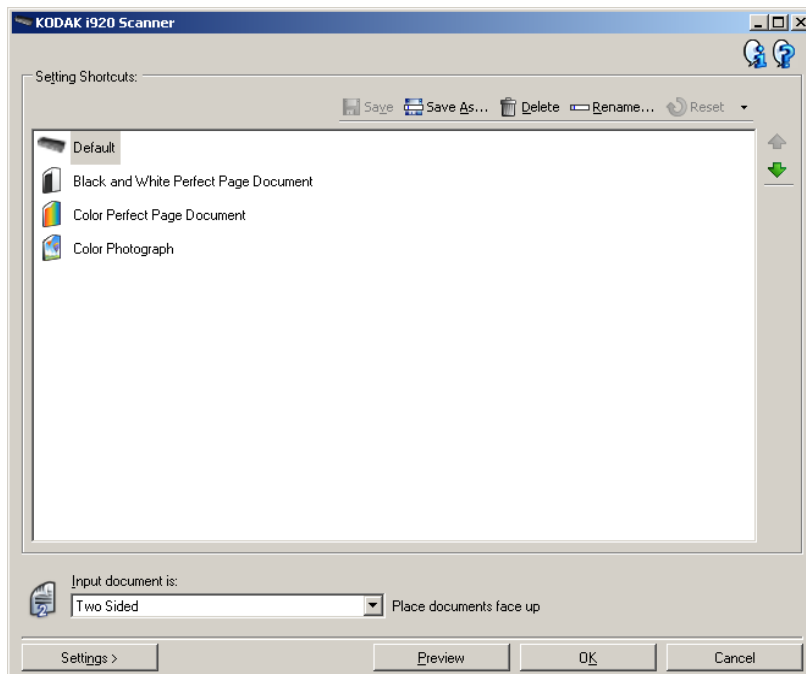 KODAK i920 Scanner
Setting Shortcuts:
Save Save As... Delete Rename... Reset
Default
Black and White Perfect Page Document
Color Perfect Page Document
Color Photograph
Input document is:
2 Two Sided Place documents face up
Settings > Preview OK Cancel